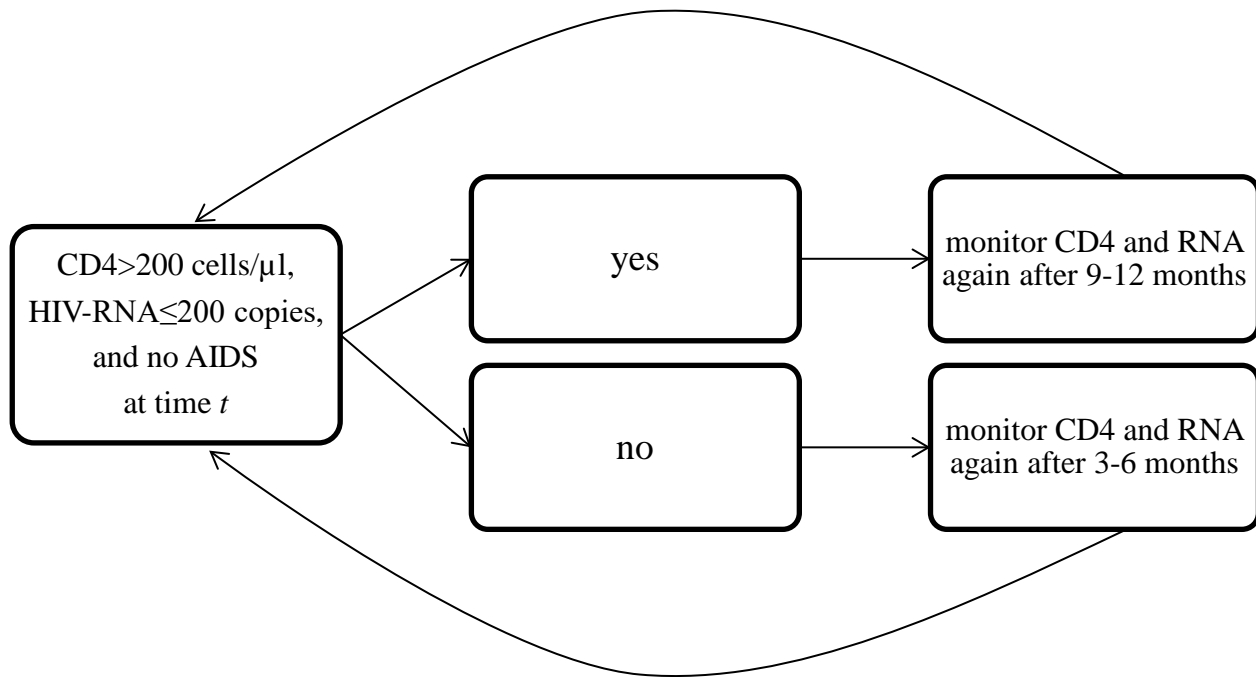 CD4>200 cells/µl,
HIV-RNA≤200 copies,
and no AIDS
at time t
yes
monitor CD4 and RNA
again after 9-12 months
no
monitor CD4 and RNA
again after 3-6 months